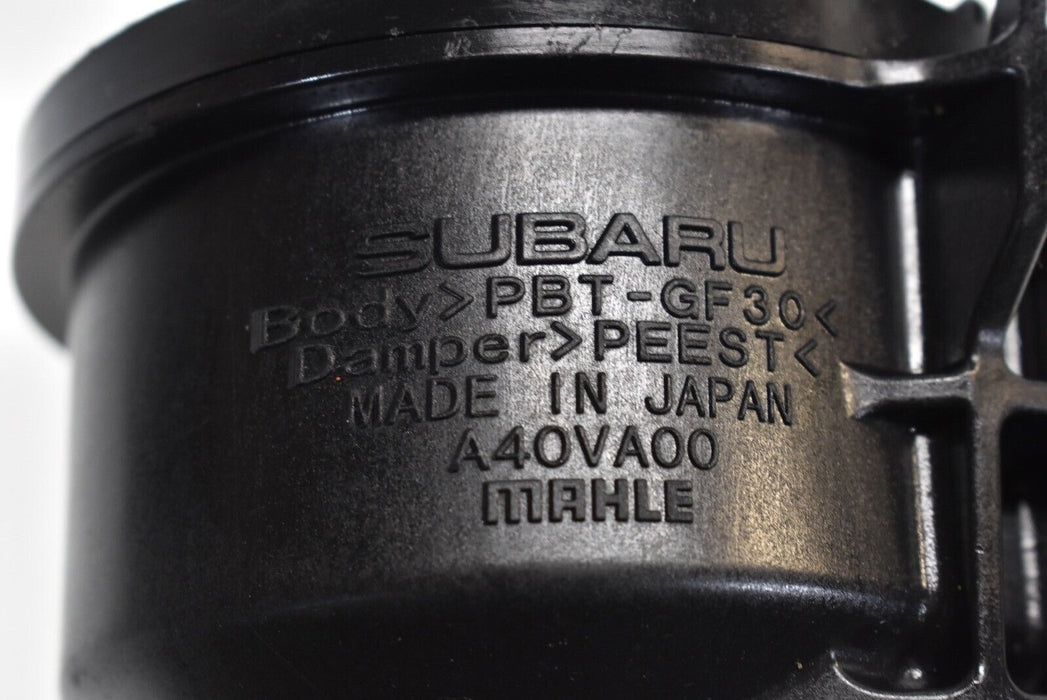 SUBARU
Body>PBT-GF30<
Damper>PEEST<
MADE IN JAPAN
A40VA00
MAHLE